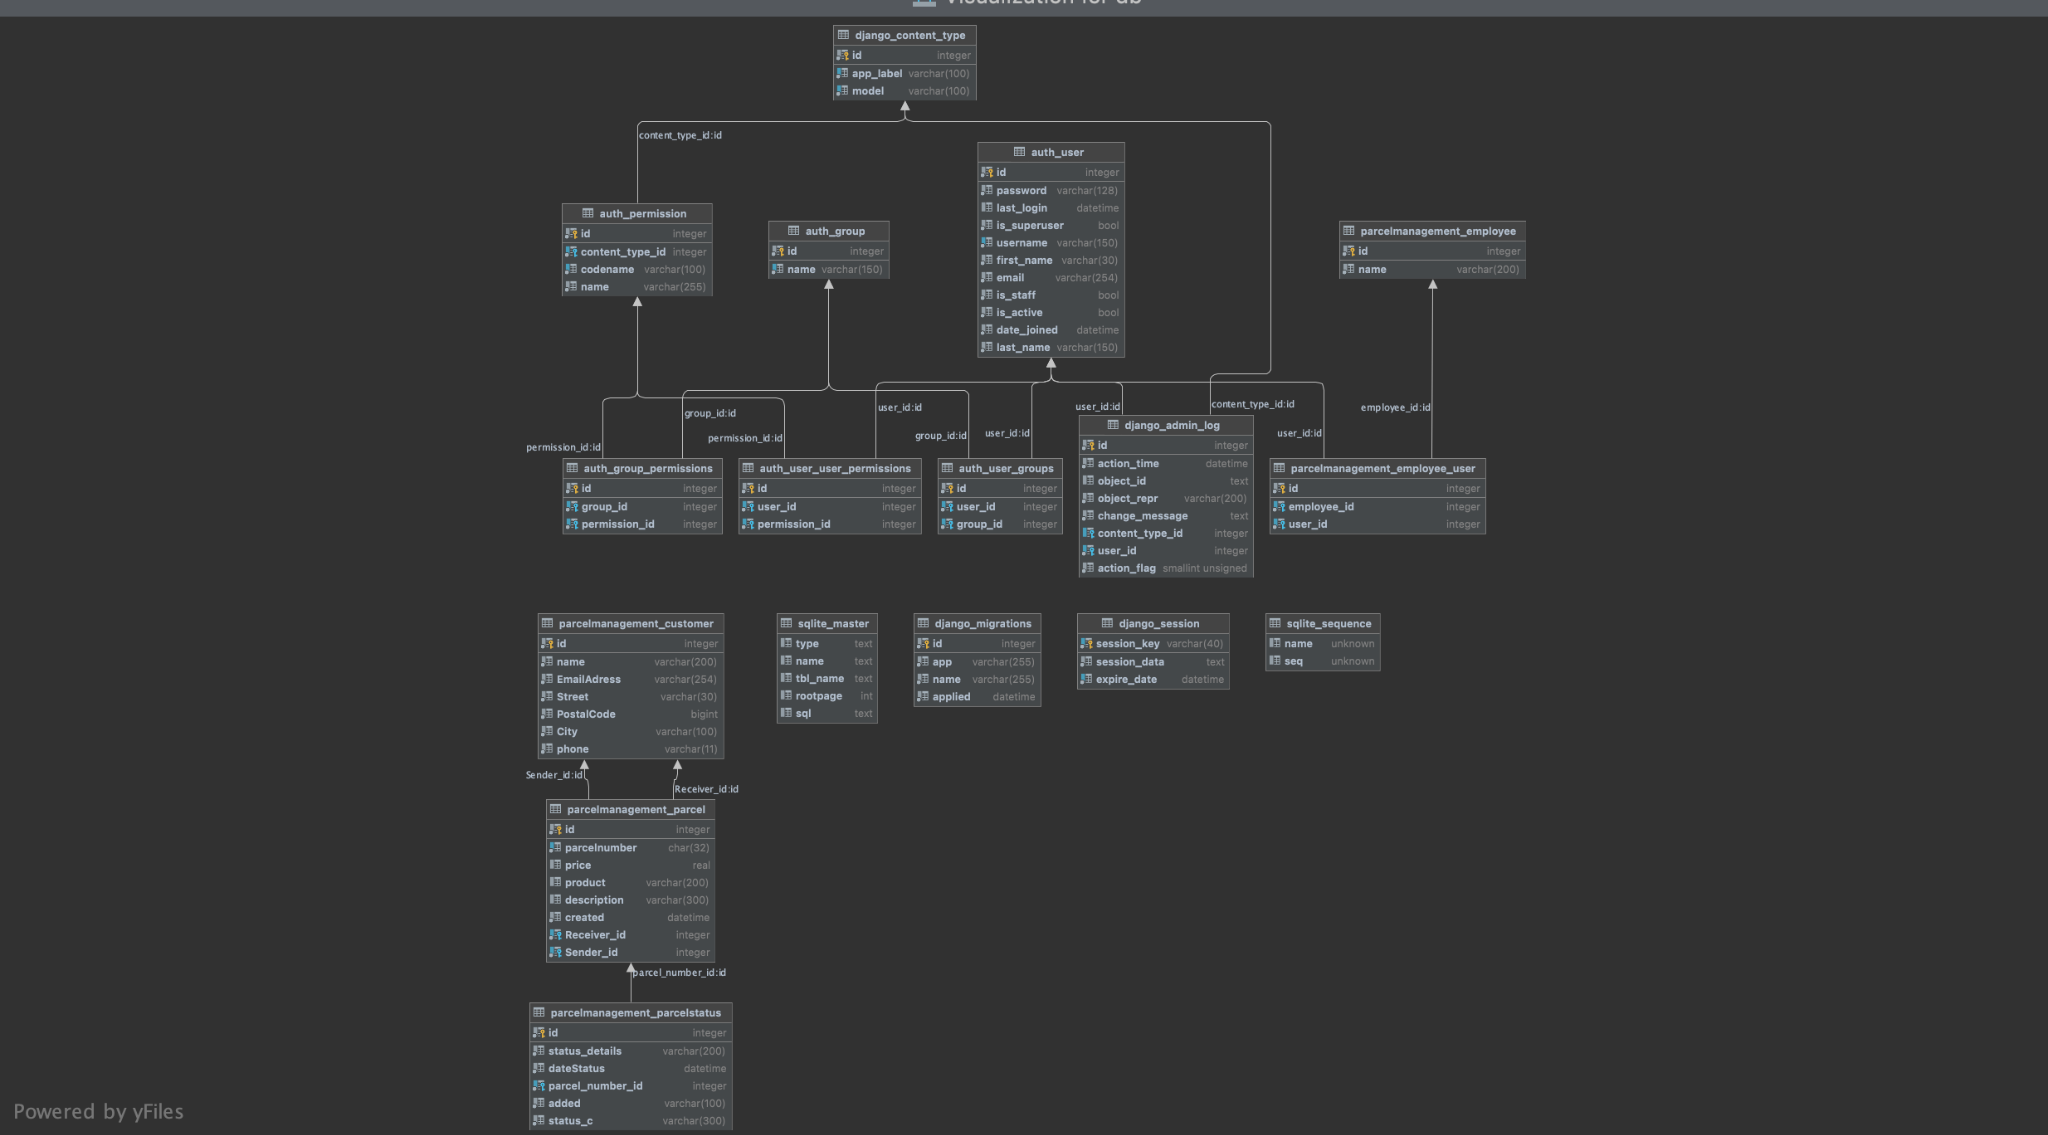 Visualization for db
django_content_type
id integer
app_label varchar(100)
model varchar(100)
content_type_id:id
auth_user
id integer
password varchar(128)
last_login datetime
is_superuser bool
username varchar(150)
first_name varchar(30)
email varchar(254)
is_staff bool
is_active bool
date_joined datetime
last_name varchar(150)
auth_permission
id integer
content_type_id integer
codename varchar(100)
name varchar(255)
auth_group
id integer
name varchar(150)
parcelmanagement_employee
id integer
name varchar(200)
permission_id:id
group_id:id
permission_id:id
user_id:id
group_id:id
user_id:id
user_id:id
content_type_id:id
user_id:id
employee_id:id
auth_group_permissions
id integer
group_id integer
permission_id integer
auth_user_user_permissions
id integer
user_id integer
permission_id integer
auth_user_groups
id integer
user_id integer
group_id integer
django_admin_log
id integer
action_time datetime
object_id text
object_repr varchar(200)
change_message text
content_type_id integer
user_id integer
action_flag smallint unsigned
parcelmanagement_employee_user
id integer
employee_id integer
user_id integer
parcelmanagement_customer
id integer
name varchar(200)
EmailAdress varchar(254)
Street varchar(30)
PostalCode bigint
City varchar(100)
phone varchar(11)
sqlite_master
type text
name text
tbl_name text
rootpage int
sql text
django_migrations
id integer
app varchar(255)
name varchar(255)
applied datetime
django_session
session_key varchar(40)
session_data text
expire_date datetime
sqlite_sequence
name unknown
seq unknown
Sender_id:id
Receiver_id:id
parcelmanagement_parcel
id integer
parcelnumber char(32)
price real
product varchar(200)
description varchar(300)
created datetime
Receiver_id integer
Sender_id integer
parcel_number_id:id
parcelmanagement_parcelstatus
id integer
status_details varchar(200)
dateStatus datetime
parcel_number_id integer
added varchar(100)
status_c varchar(300)
Powered by yFiles